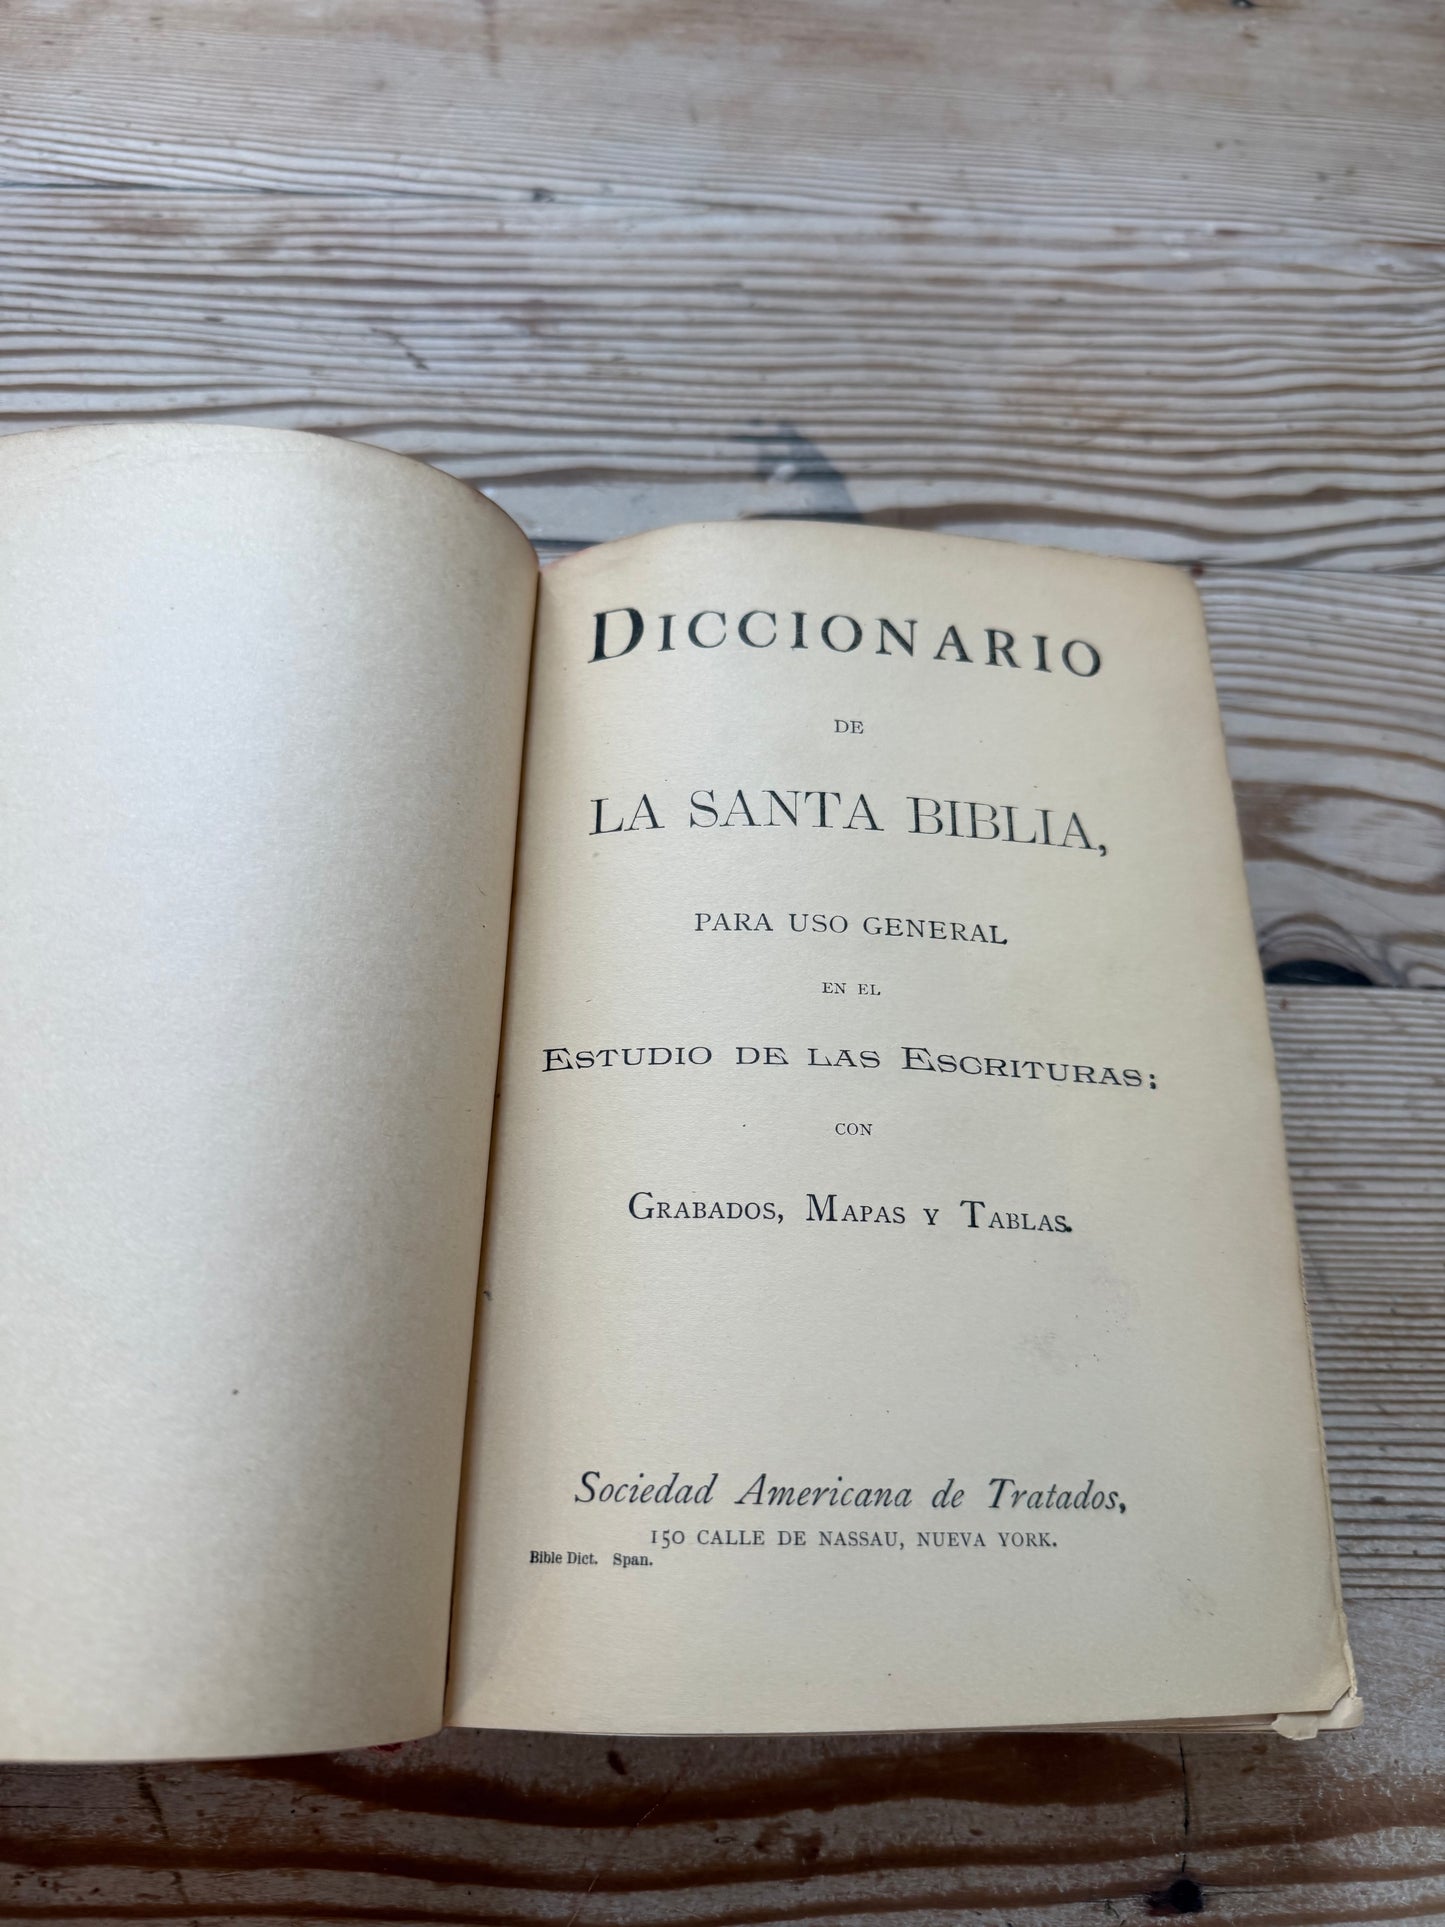 DICCIONARIO
DE
LA SANTA BIBLIA,
PARA USO GENERAL
EN EL
ESTUDIO DE LAS ESCRITURAS;
CON
GRABADOS, MAPAS Y TABLAS.
Sociedad Americana de Tratados,
150 CALLE DE NASSAU, NUEVA YORK.
Bible Dict. Span.